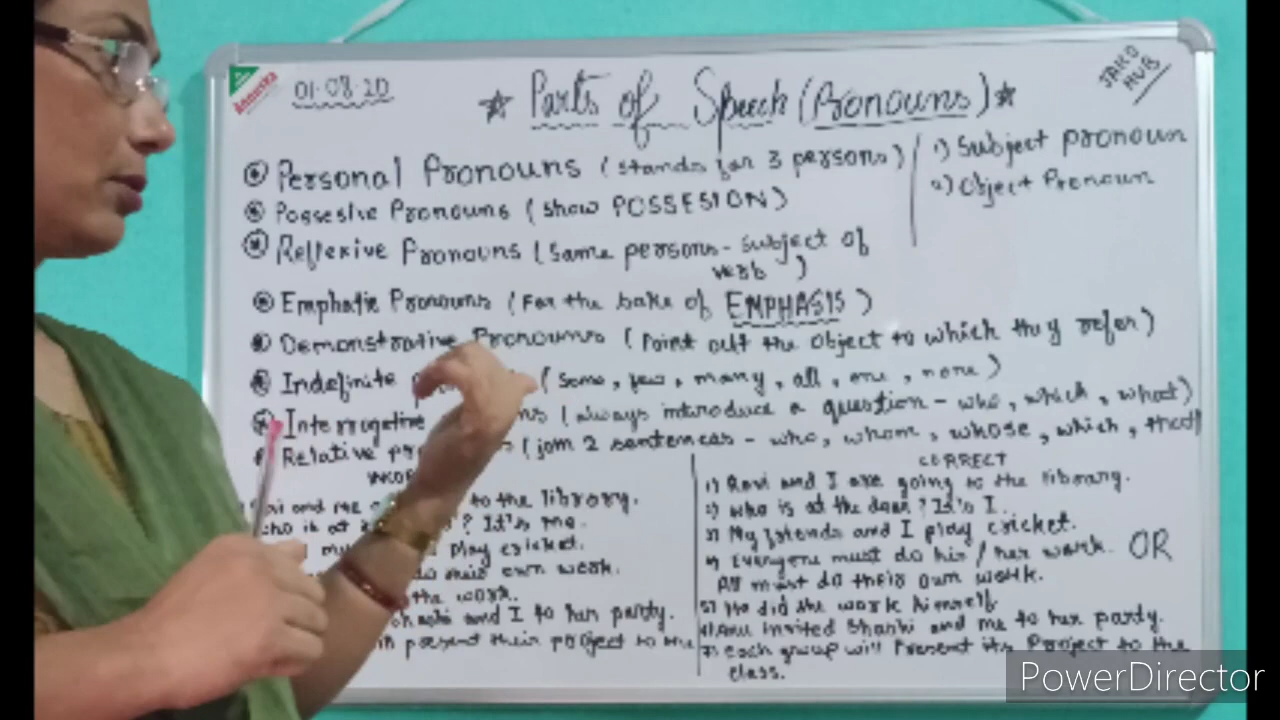 01.08.20
Parts of Speech (Pronouns)
JAKO
HUB
Personal Pronouns (stands for 3 persons)
1) Subject pronoun
2) Object Pronoun
Possesive Pronouns (show POSSESION)
Reflexive Pronouns (same persons - subject of
verb)
Emphatic Pronouns (For the sake of EMPHASIS)
Demonstrative Pronouns (Point out the object to which they refer)
Indefinite (some, few, many, all, one, none)
Interrogative (always introduce a question - who, which, what)
Relative (join 2 sentences - who, whom, whose, which, that)
and me to the library.
? It's me.
play cricket.
own work.
the work.
and I to her party.
present their project to the
CORRECT
1) Ravi and I are going to the library.
2) who is at the door? It's I.
3) My friends and I play cricket.
4) Everyone must do his/her work. OR
All must do their own work.
5) He did the work himself
6) Anu invited Shashi and me to her party.
7) Each group will Present its Project to the
class.
PowerDirector